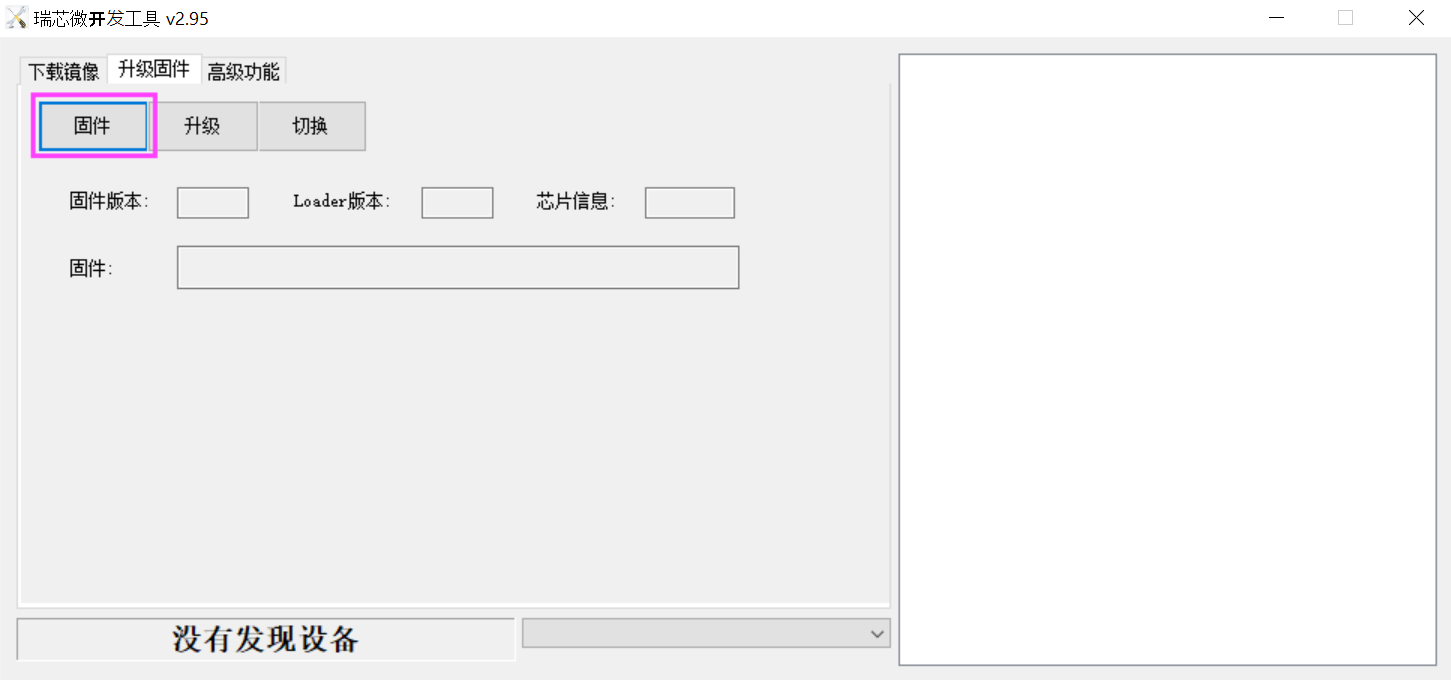 瑞芯微开发工具 v2.95
下载镜像 升级固件 高级功能
固件 升级 切换
固件版本: Loader版本: 芯片信息:
固件:
没有发现设备